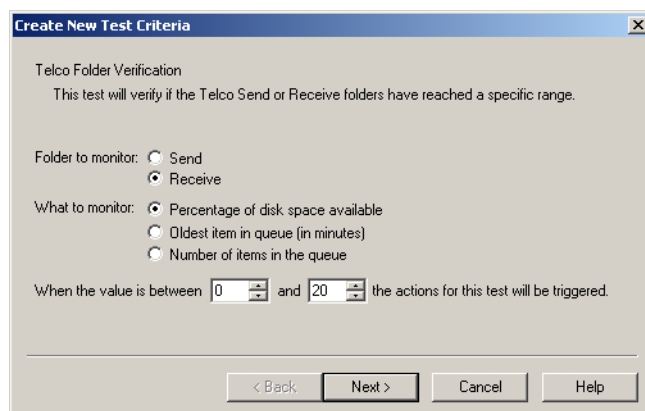 Create New Test Criteria
Telco Folder Verification
This test will verify if the Telco Send or Receive folders have reached a specific range.
Folder to monitor: Send
Receive
What to monitor: Percentage of disk space available
Oldest item in queue (in minutes)
Number of items in the queue
When the value is between 0 and 20 the actions for this test will be triggered.
< Back Next > Cancel Help